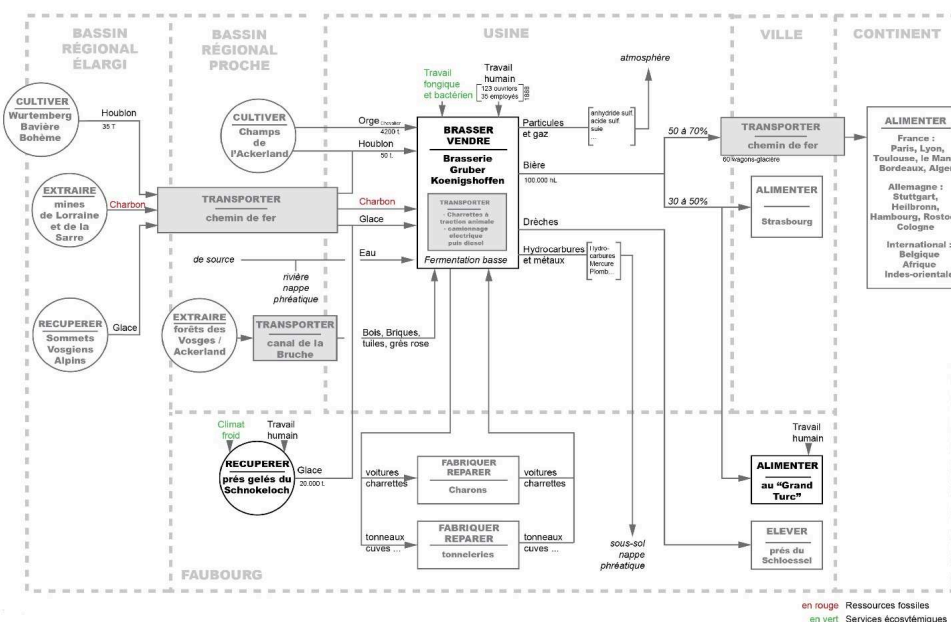 BASSIN
RÉGIONAL
ÉLARGI
BASSIN
RÉGIONAL
PROCHE
USINE
VILLE
CONTINENT
CULTIVER
Wurtemberg
Bavière
Bohème
Houblon
35 T
EXTRAIRE
mines
de Lorraine
et de la
Sarre
Charbon
RECUPERER
Sommets
Vosgiens
Alpins
Glace
CULTIVER
Champs
de
l'Ackerland
TRANSPORTER
chemin de fer
de source
rivière
nappe
phréatique
EXTRAIRE
forêts des
Vosges /
Ackerland
TRANSPORTER
canal de la
Bruche
Orge Chevalier
4200 t.
Houblon
50 t.
Charbon
Glace
Eau
Bois, Briques,
tuiles, grés rose
Travail
fongique
et bactérien
Travail
humain
123 ouvriers
35 employés
1888
BRASSER
VENDRE
Brasserie
Gruber
Koenigshoffen
TRANSPORTER
- Charrettes à
traction animale
- camionnage
electrique
puis diesel
Fermentation basse
Particules
et gaz
anhydride sulf.
acide sulf.
suie
...
atmosphère
Bière
100.000 hL
Drêches
Hydrocarbures
et métaux
Hydro-
carbures
Mercure
Plomb...
50 à 70%
30 à 50%
TRANSPORTER
chemin de fer
60 wagons-glacière
ALIMENTER
Strasbourg
ALIMENTER
France :
Paris, Lyon,
Toulouse, le Man
Bordeaux, Alger
Allemagne :
Stuttgart,
Heilbronn,
Hambourg, Rosto
Cologne
International :
Belgique
Afrique
Indes-orientale
Climat
froid
Travail
humain
RECUPERER
prés gelés du
Schnokeloch
Glace
20.000 t.
voitures
charrettes
FABRIQUER
REPARER
Charons
voitures
charrettes
tonneaux
cuves ...
FABRIQUER
REPARER
tonneleries
tonneaux
cuves ...
sous-sol
nappe
phréatique
Travail
humain
ALIMENTER
au "Grand
Turc"
ELEVER
prés du
Schloessel
FAUBOURG
en rouge Ressources fossiles
en vert Services écosytémiques